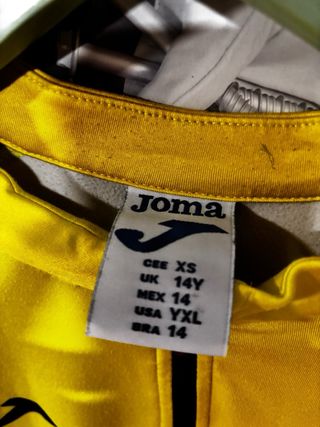 Joma
CEE XS
UK 14Y
MEX 14
USA YXL
BRA 14